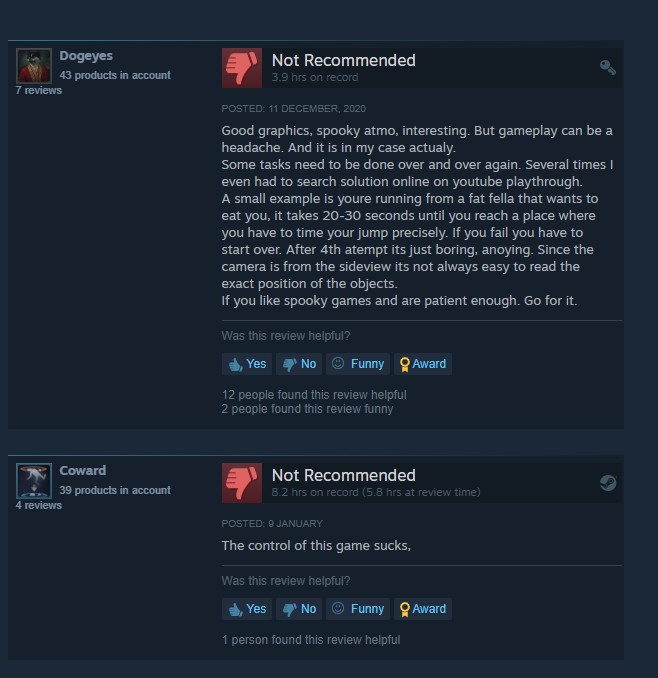 Dogeyes
43 products in account
7 reviews
Not Recommended
3.9 hrs on record
POSTED: 11 DECEMBER, 2020
Good graphics, spooky atmo, interesting. But gameplay can be a
headache. And it is in my case actualy.
Some tasks need to be done over and over again. Several times I
even had to search solution online on youtube playthrough.
A small example is youre running from a fat fella that wants to
eat you, it takes 20-30 seconds until you reach a place where
you have to time your jump precisely. If you fail you have to
start over. After 4th atempt its just boring, anoying. Since the
camera is from the sideview its not always easy to read the
exact position of the objects.
If you like spooky games and are patient enough. Go for it.
Was this review helpful?
Yes No Funny Award
12 people found this review helpful
2 people found this review funny
Coward
39 products in account
4 reviews
Not Recommended
8.2 hrs on record (5.8 hrs at review time)
POSTED: 9 JANUARY
The control of this game sucks,
Was this review helpful?
Yes No Funny Award
1 person found this review helpful